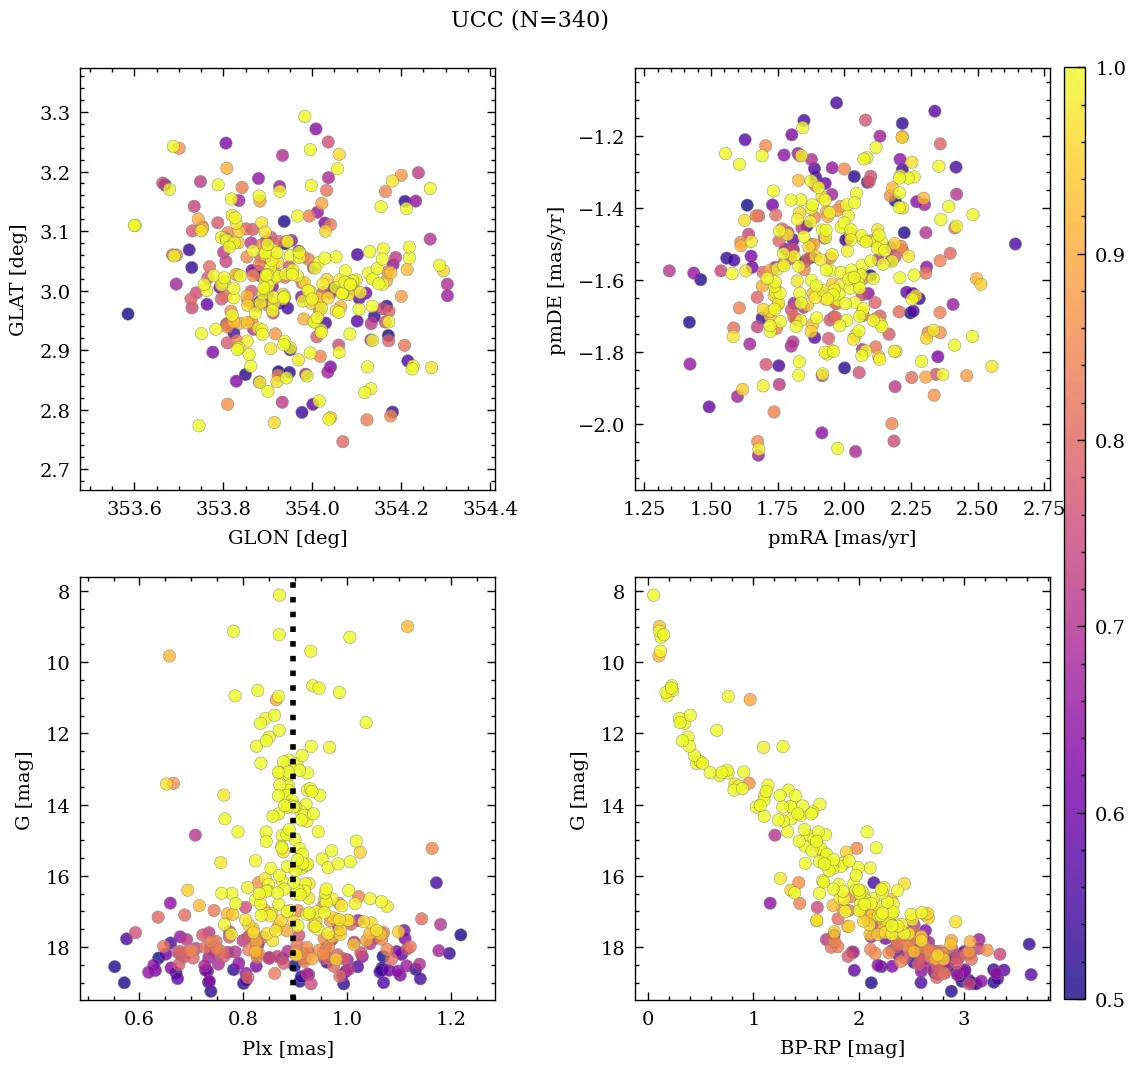 UCC (N=340)
3.3
3.2
3.1
3.0
2.9
2.8
2.7
GLAT [deg]
353.6 353.8 354.0 354.2 354.4
GLON [deg]
−1.2
−1.4
−1.6
−1.8
−2.0
pmDE [mas/yr]
1.25 1.50 1.75 2.00 2.25 2.50 2.75
pmRA [mas/yr]
8
10
12
14
16
18
G [mag]
0.6 0.8 1.0 1.2
Plx [mas]
8
10
12
14
16
18
G [mag]
0 1 2 3
BP-RP [mag]
1.0
0.9
0.8
0.7
0.6
0.5